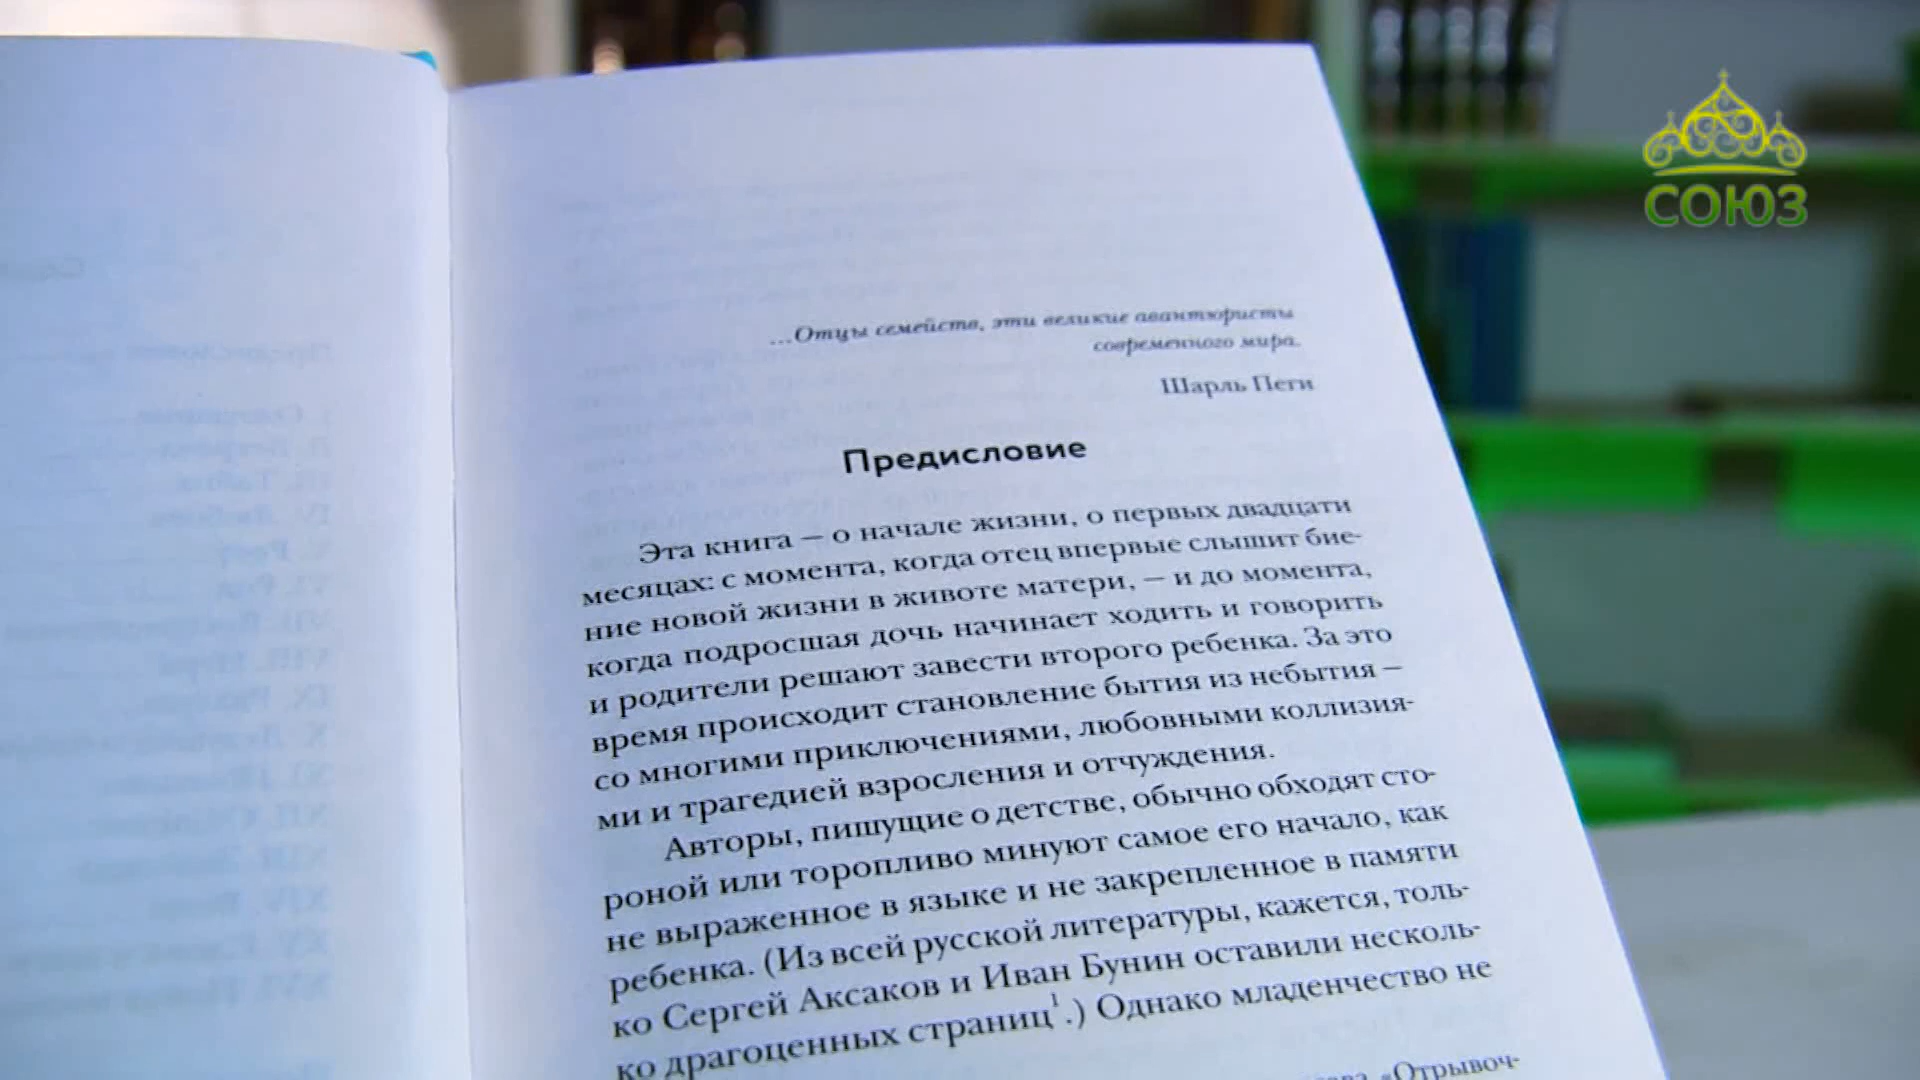 СОЮЗ
...Отцы семейств, эти великие авантюристы
современного мира.
Шарль Пеги
Предисловие
Эта книга — о начале жизни, о первых двадцати
месяцах: с момента, когда отец впервые слышит бие-
ние новой жизни в животе матери, — и до момента,
когда подросшая дочь начинает ходить и говорить
и родители решают завести второго ребенка. За это
время происходит становление бытия из небытия —
со многими приключениями, любовными коллизия-
ми и трагедией взросления и отчуждения.
Авторы, пишущие о детстве, обычно обходят сто-
роной или торопливо минуют самое его начало, как
не выраженное в языке и не закрепленное в памяти
ребенка. (Из всей русской литературы, кажется, толь-
ко Сергей Аксаков и Иван Бунин оставили несколь-
ко драгоценных страниц¹.) Однако младенчество не
«Отрывоч-